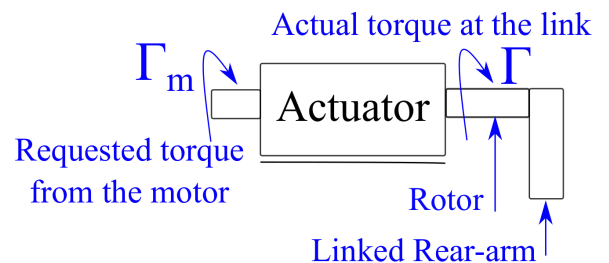 Actual torque at the link
Γm
Γ
Actuator
Requested torque
from the motor
Rotor
Linked Rear-arm